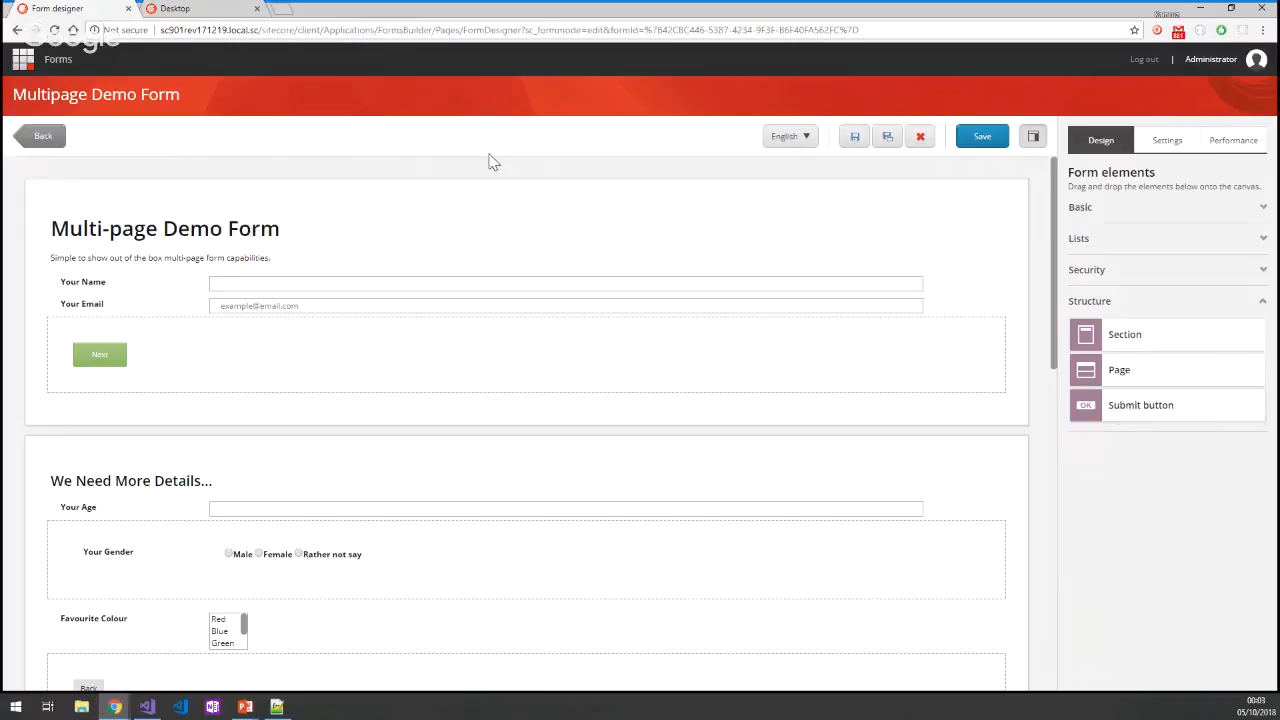 Form designer
Desktop
Kamruz
Not secure
sc901rev171219.local.sc/sitecore/client/Applications/FormsBuilder/Pages/FormDesigner?sc_formmode=edit&formId=%7B42CBC446-5387-4234-9F3F-B6F40FA562FC%7D
881
Google
Forms
Log out | Administrator
Multipage Demo Form
Back
English ▼
Save
Design
Settings
Performance
Form elements
Drag and drop the elements below onto the canvas.
Basic
Lists
Security
Structure
Section
Page
OK Submit button
Multi-page Demo Form
Simple to show out of the box multi-page form capabilities.
Your Name
Your Email
example@email.com
Next
We Need More Details...
Your Age
Your Gender
Male Female Rather not say
Favourite Colour
Red
Blue
Green
Back
00:03
05/10/2018